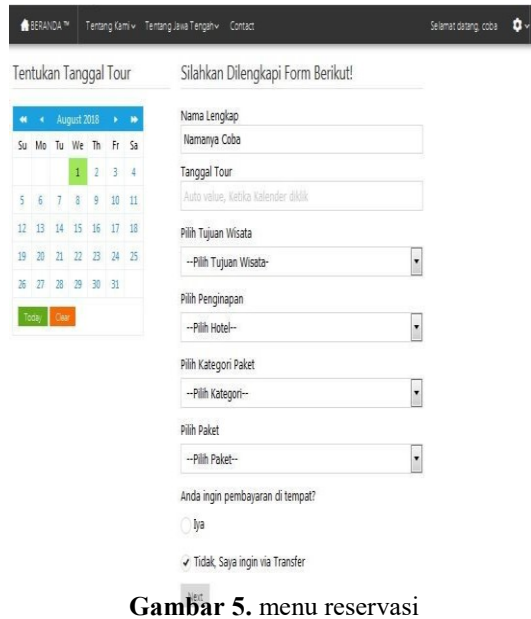 BERANDA ™ Tentang Kami Tentang Jawa Tengah Contact Selamat datang, coba
Tentukan Tanggal Tour
August 2018
Su Mo Tu We Th Fr Sa
1 2 3 4
5 6 7 8 9 10 11
12 13 14 15 16 17 18
19 20 21 22 23 24 25
26 27 28 29 30 31
Today Clear
Silahkan Dilengkapi Form Berikut!
Nama Lengkap
Namanya Coba
Tanggal Tour
Auto value, Ketika Kalender diklik
Pilih Tujuan Wisata
--Pilih Tujuan Wisata-
Pilih Penginapan
--Pilih Hotel--
Pilih Kategori Paket
--Pilih Kategori--
Pilih Paket
--Pilih Paket--
Anda ingin pembayaran di tempat?
Iya
Tidak, Saya ingin via Transfer
Next
Gambar 5. menu reservasi